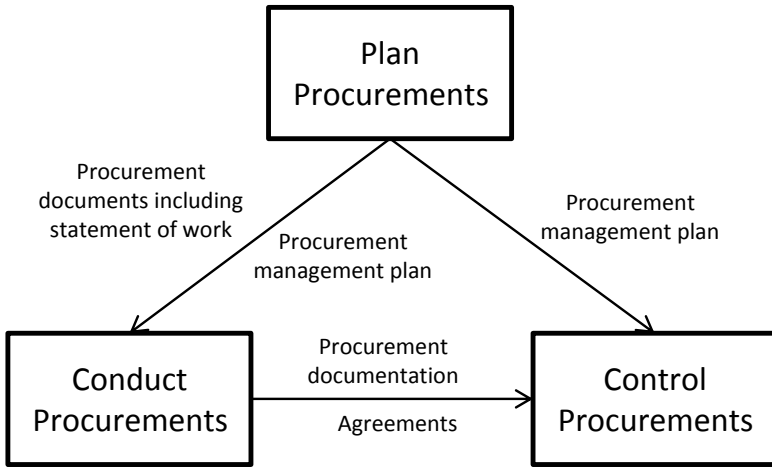 Plan
Procurements
Procurement
documents including
statement of work
Procurement
management plan
Procurement
management plan
Conduct
Procurements
Procurement
documentation
Agreements
Control
Procurements